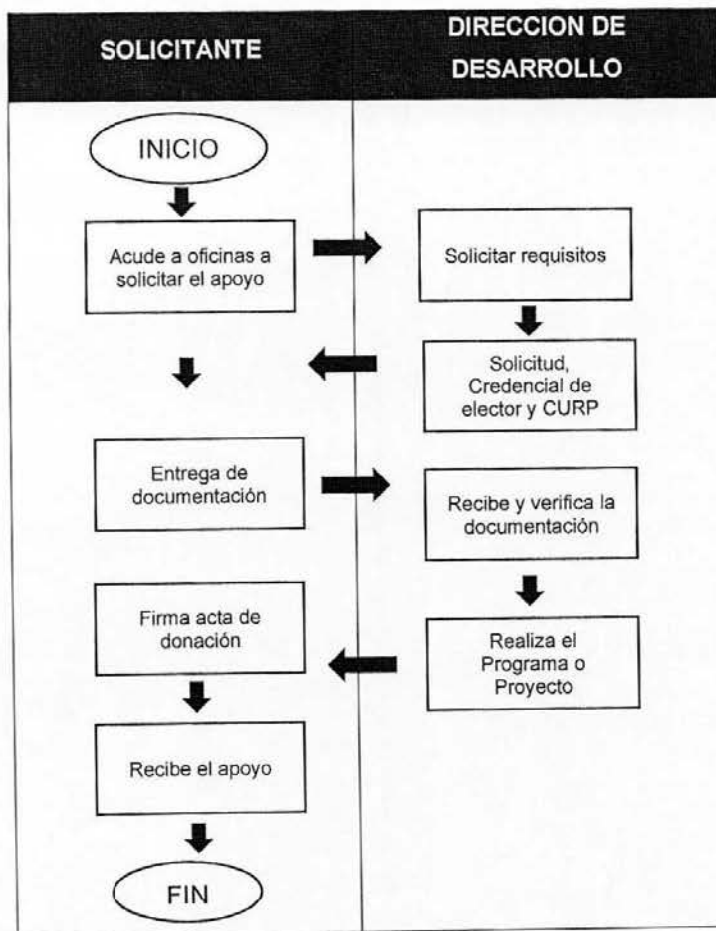 SOLICITANTE
DIRECCION DE
DESARROLLO
INICIO
Acude a oficinas a
solicitar el apoyo
Solicitar requisitos
Solicitud,
Credencial de
elector y CURP
Entrega de
documentación
Recibe y verifica la
documentación
Realiza el
Programa o
Proyecto
Firma acta de
donación
Recibe el apoyo
FIN